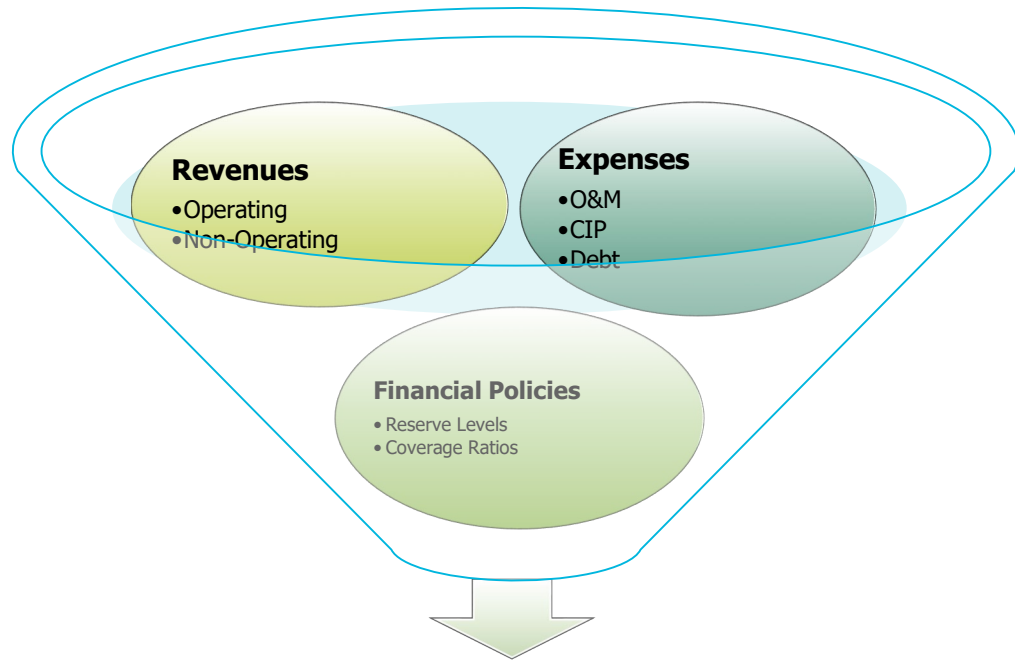 Revenues
•Operating
•Non-Operating
Expenses
•O&M
•CIP
•Debt
Financial Policies
•Reserve Levels
•Coverage Ratios